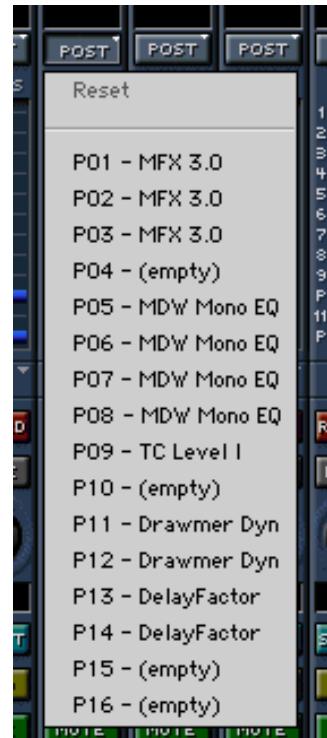 POST POST POST
Reset
P01 - MFX 3.0
P02 - MFX 3.0
P03 - MFX 3.0
P04 - (empty)
P05 - MDW Mono EQ
P06 - MDW Mono EQ
P07 - MDW Mono EQ
P08 - MDW Mono EQ
P09 - TC Level I
P10 - (empty)
P11 - Drawmer Dyn
P12 - Drawmer Dyn
P13 - DelayFactor
P14 - DelayFactor
P15 - (empty)
P16 - (empty)
MUTE MUTE MUTE